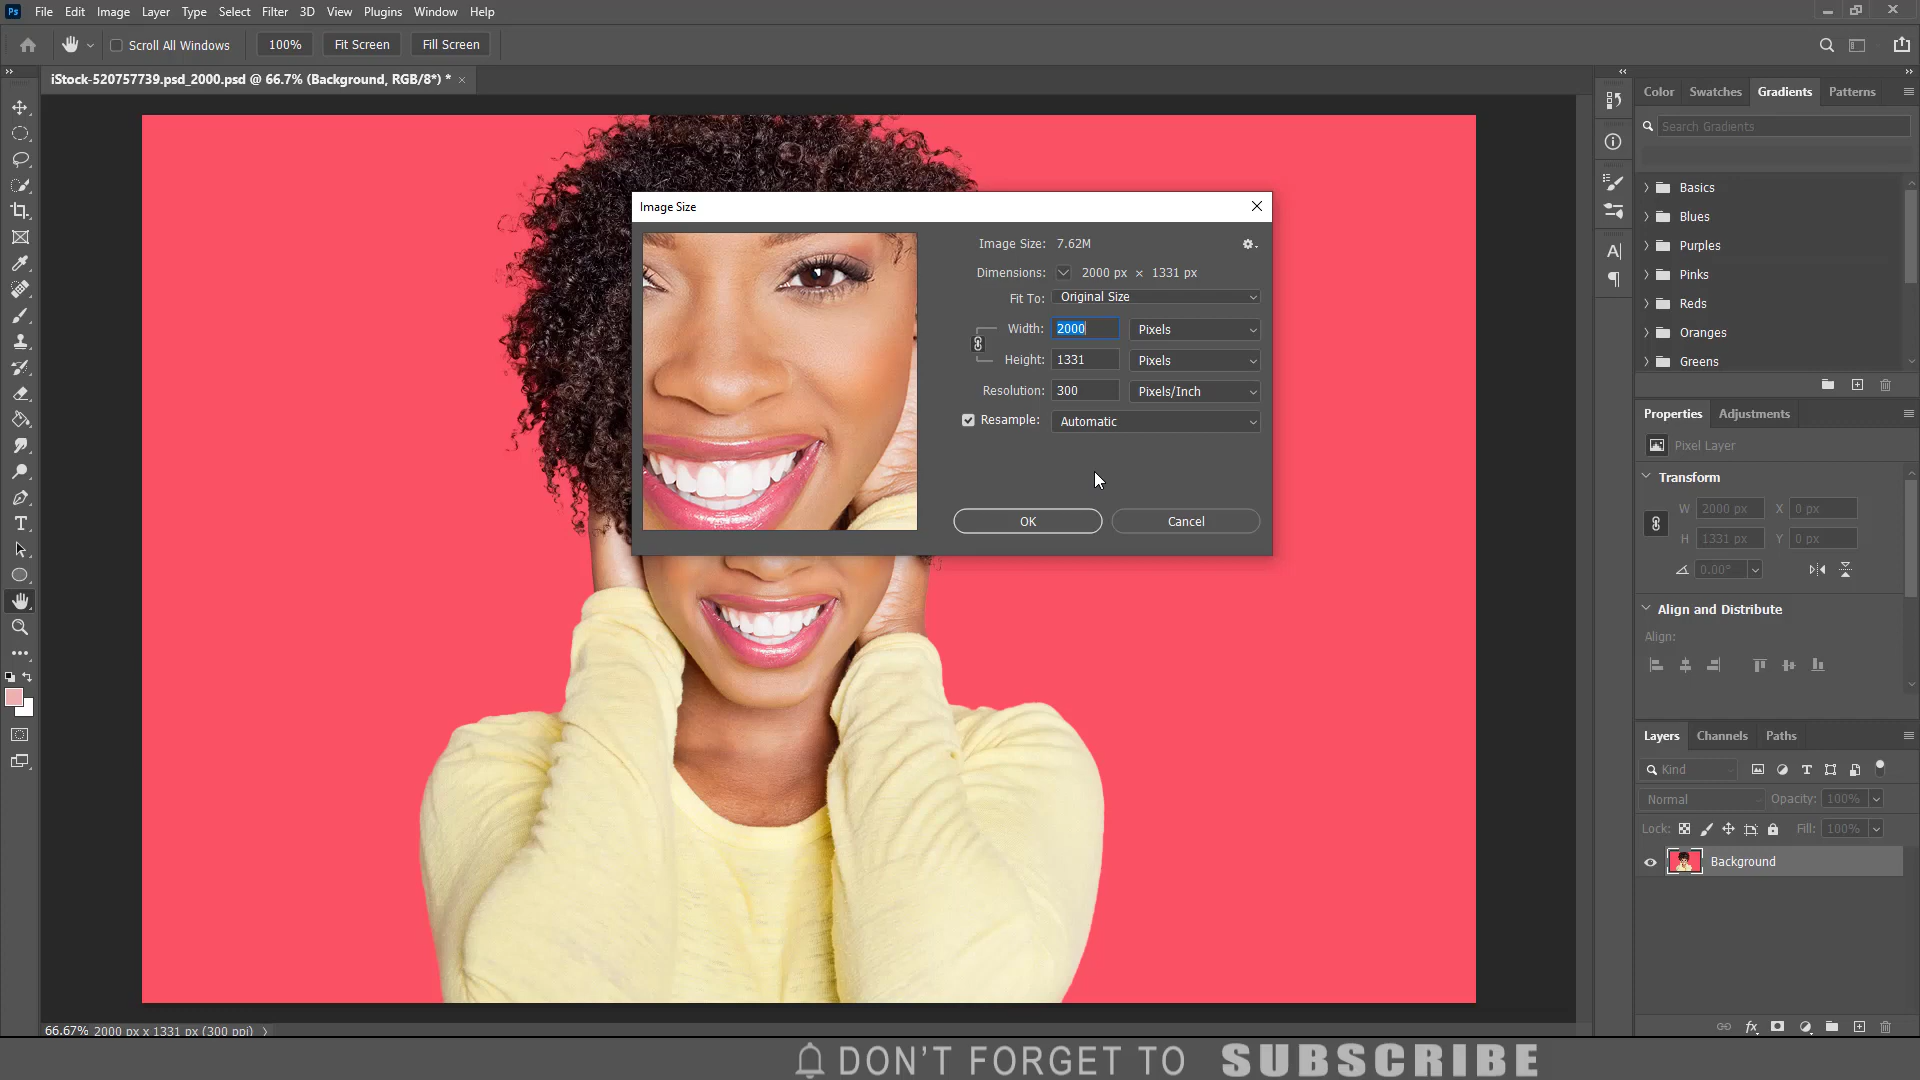 Ps File Edit Image Layer Type Select Filter 3D View Plugins Window Help
Scroll All Windows 100% Fit Screen Fill Screen
iStock-520757739.psd_2000.psd @ 66.7% (Background, RGB/8*) * ×
Color Swatches Gradients Patterns
Search Gradients
Basics
Blues
Purples
Pinks
Reds
Oranges
Greens
Image Size
Image Size: 7.62M
Dimensions: 2000 px × 1331 px
Fit To: Original Size
Width: 2000 Pixels
Height: 1331 Pixels
Resolution: 300 Pixels/Inch
Resample: Automatic
OK Cancel
Properties Adjustments
Pixel Layer
Transform
W 2000 px X 0 px
H 1331 px Y 0 px
0.00°
Align and Distribute
Align:
Layers Channels Paths
Kind
Normal Opacity: 100%
Lock: Fill: 100%
Background
66.67% 2000 px x 1331 px (300 ppi)
DON'T FORGET TO SUBSCRIBE